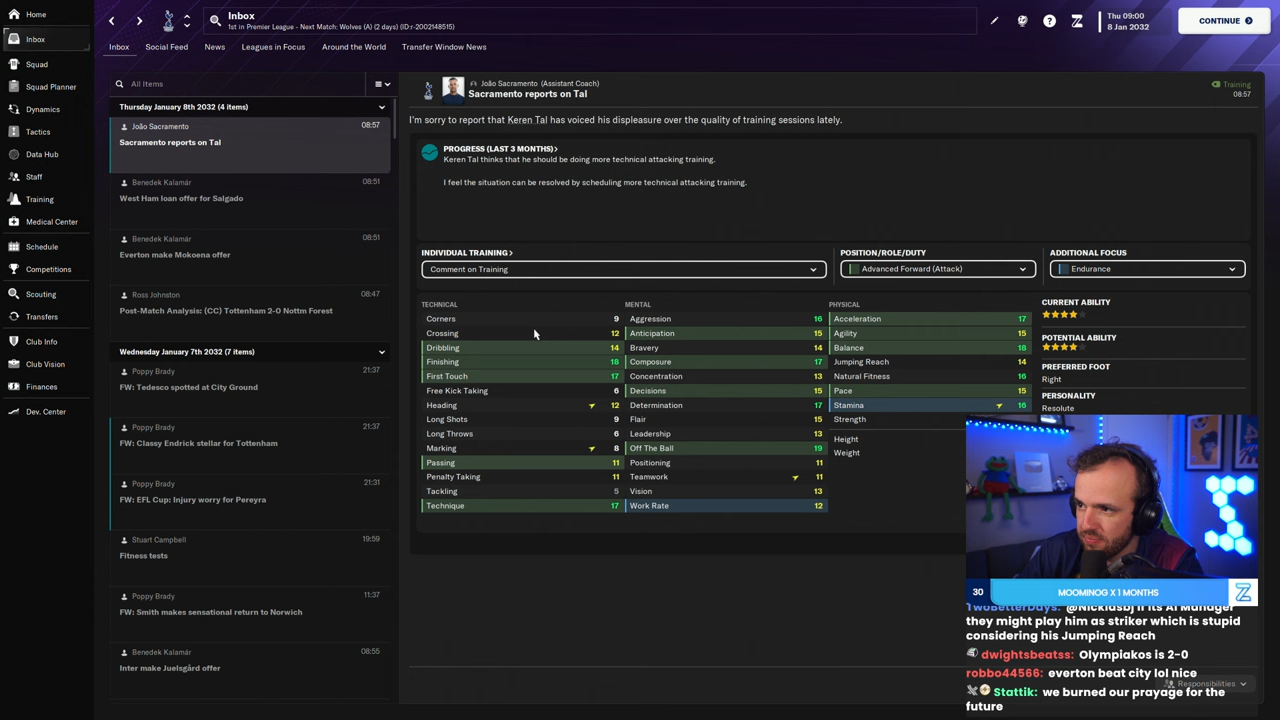 Home
Inbox
Squad
Squad Planner
Dynamics
Tactics
Data Hub
Staff
Training
Medical Center
Schedule
Competitions
Scouting
Transfers
Club Info
Club Vision
Finances
Dev. Center
Inbox
1st in Premier League - Next Match: Wolves (A) (2 days) (ID:r-2002148515)
Thu 09:00
8 Jan 2032
CONTINUE
Inbox Social Feed News Leagues in Focus Around the World Transfer Window News
All Items
Thursday January 8th 2032 (4 items)
João Sacramento 08:57
Sacramento reports on Tal
Benedek Kalamár 08:51
West Ham loan offer for Salgado
Benedek Kalamár 08:51
Everton make Mokoena offer
Ross Johnston 08:47
Post-Match Analysis: (CC) Tottenham 2-0 Nottm Forest
Wednesday January 7th 2032 (7 items)
Poppy Brady 21:37
FW: Tedesco spotted at City Ground
Poppy Brady 21:37
FW: Classy Endrick stellar for Tottenham
Poppy Brady 21:31
FW: EFL Cup: Injury worry for Pereyra
Stuart Campbell 19:59
Fitness tests
Poppy Brady 11:37
FW: Smith makes sensational return to Norwich
Benedek Kalamár 08:55
Inter make Juelsgård offer
João Sacramento (Assistant Coach)
Sacramento reports on Tal
Training
08:57
I'm sorry to report that Keren Tal has voiced his displeasure over the quality of training sessions lately.
PROGRESS (LAST 3 MONTHS)>
Keren Tal thinks that he should be doing more technical attacking training.
I feel the situation can be resolved by scheduling more technical attacking training.
INDIVIDUAL TRAINING> POSITION/ROLE/DUTY ADDITIONAL FOCUS
Comment on Training Advanced Forward (Attack) Endurance
TECHNICAL MENTAL PHYSICAL
Corners 9 Aggression 16 Acceleration 17
Crossing 12 Anticipation 15 Agility 15
Dribbling 14 Bravery 14 Balance 18
Finishing 18 Composure 17 Jumping Reach 14
First Touch 17 Concentration 13 Natural Fitness 16
Free Kick Taking 6 Decisions 15 Pace 15
Heading 12 Determination 17 Stamina 16
Long Shots 9 Flair 15 Strength
Long Throws 6 Leadership 13 Height
Marking 8 Off The Ball 19 Weight
Passing 11 Positioning 11
Penalty Taking 11 Teamwork 11
Tackling 5 Vision 13
Technique 17 Work Rate 12
CURRENT ABILITY
POTENTIAL ABILITY
PREFERRED FOOT
Right
PERSONALITY
Resolute
30 MOOMINOG X 1 MONTHS
TwoBetterDays: @Nicklasbj if its AI Manager
they might play him as striker which is stupid
considering his Jumping Reach
dwightsbeatss: Olympiakos is 2-0
robbo44566: everton beat city lol nice
Stattik: we burned our prayage for the
future
Responsibilities